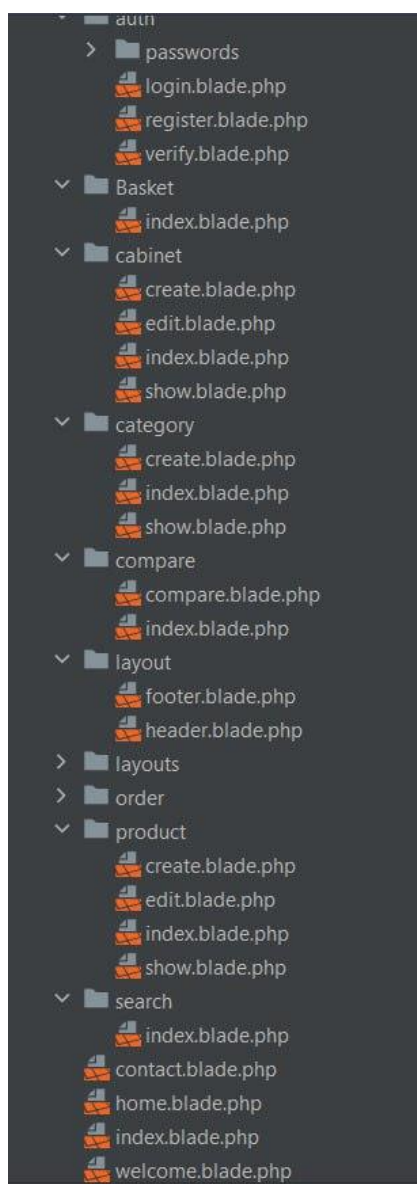 auth
passwords
login.blade.php
register.blade.php
verify.blade.php
Basket
index.blade.php
cabinet
create.blade.php
edit.blade.php
index.blade.php
show.blade.php
category
create.blade.php
index.blade.php
show.blade.php
compare
compare.blade.php
index.blade.php
layout
footer.blade.php
header.blade.php
layouts
order
product
create.blade.php
edit.blade.php
index.blade.php
show.blade.php
search
index.blade.php
contact.blade.php
home.blade.php
index.blade.php
welcome.blade.php